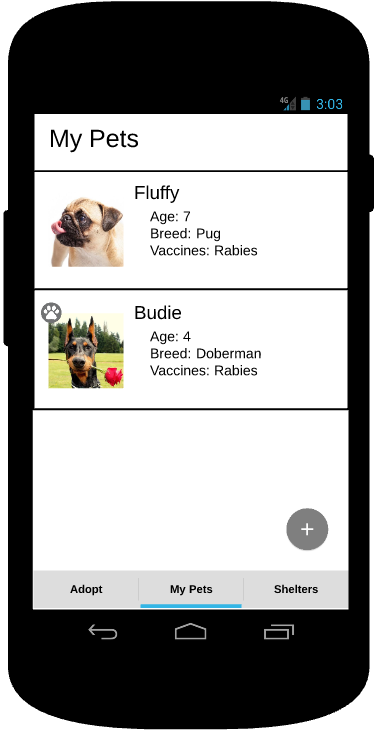 4G 3:03
My Pets
Fluffy
Age: 7
Breed: Pug
Vaccines: Rabies
Budie
Age: 4
Breed: Doberman
Vaccines: Rabies
+
Adopt My Pets Shelters